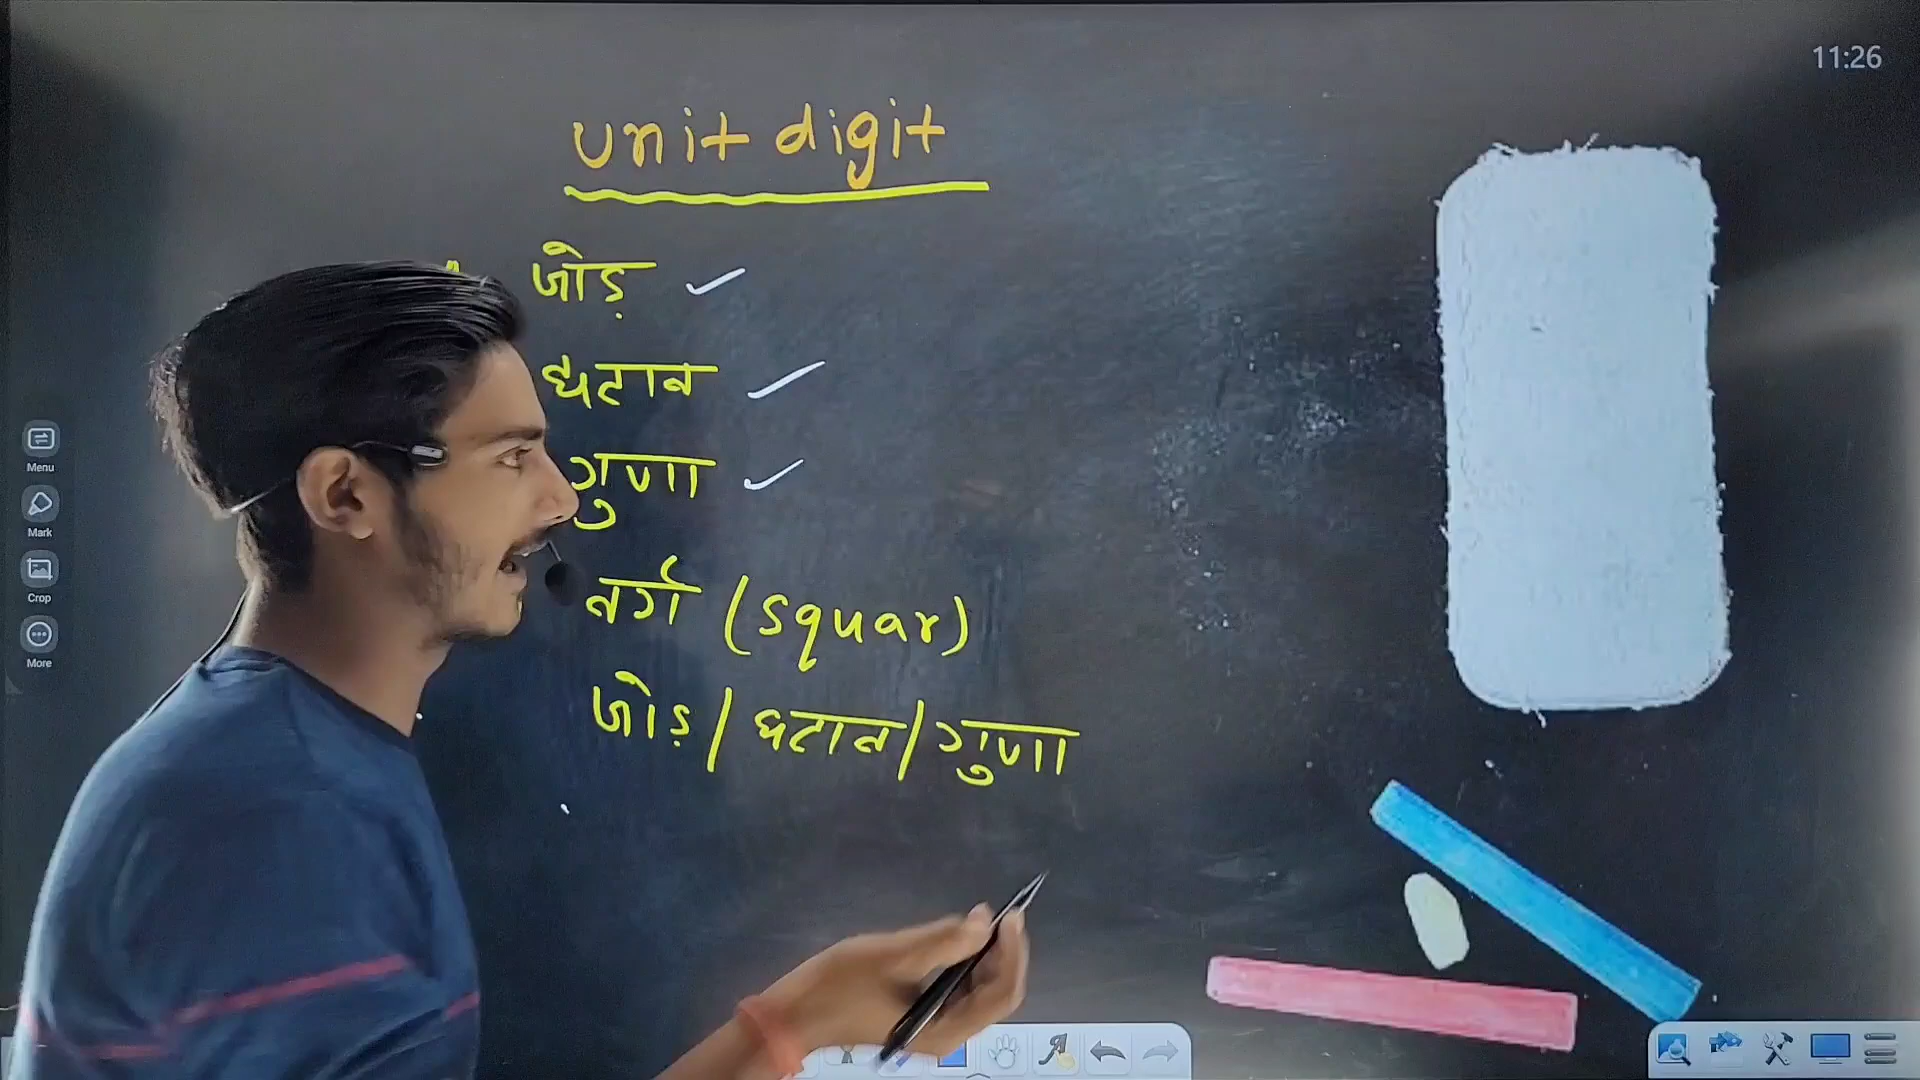 11:26
unit digit
जोड़ ✓
घटाव ✓
गुणा ✓
वर्ग (squar)
जोड़ / घटाव / गुणा
Menu
Mark
Crop
More